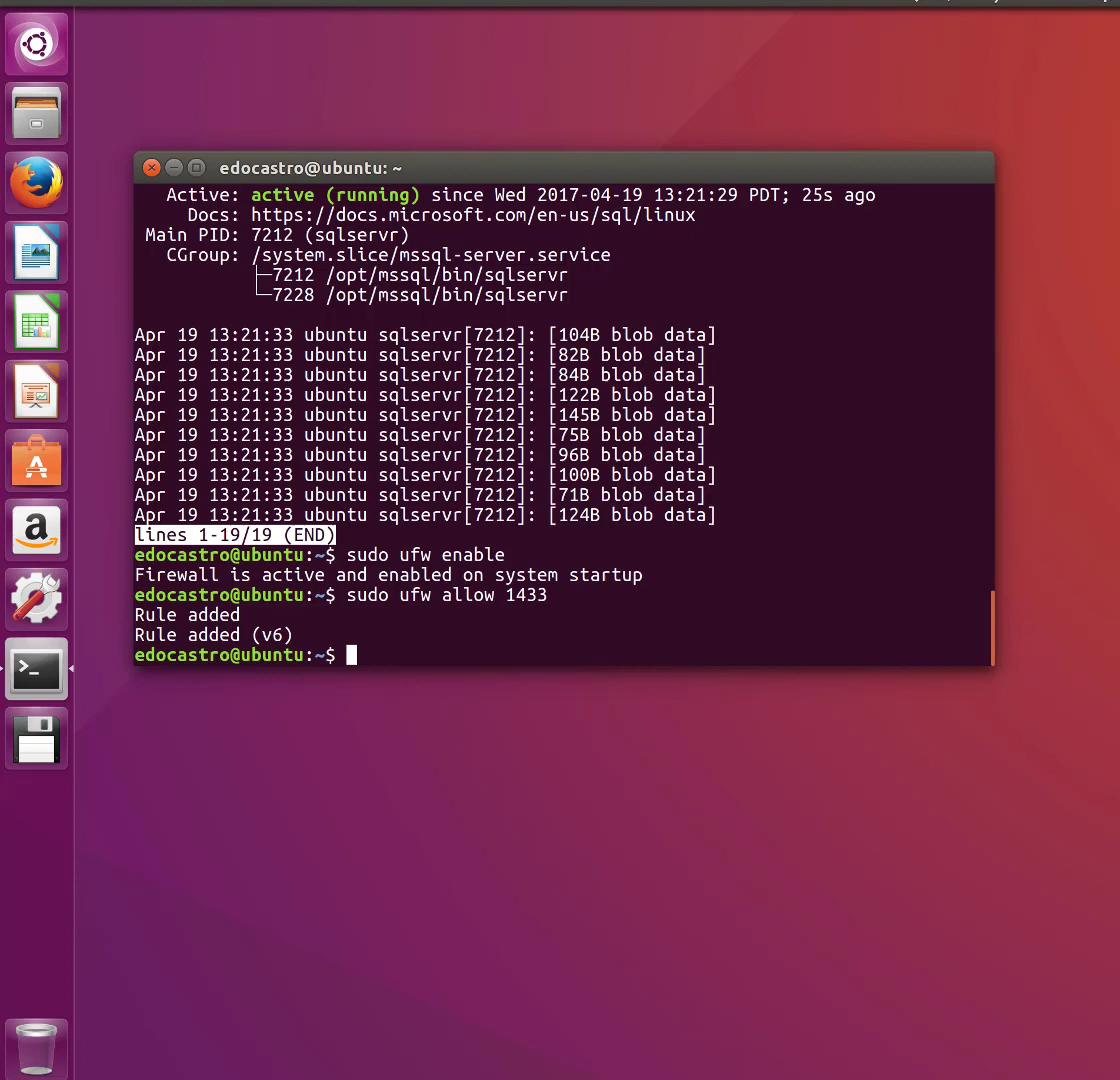 edocastro@ubuntu: ~
Active: active (running) since Wed 2017-04-19 13:21:29 PDT; 25s ago
Docs: https://docs.microsoft.com/en-us/sql/linux
Main PID: 7212 (sqlservr)
CGroup: /system.slice/mssql-server.service
├─7212 /opt/mssql/bin/sqlservr
└─7228 /opt/mssql/bin/sqlservr
Apr 19 13:21:33 ubuntu sqlservr[7212]: [104B blob data]
Apr 19 13:21:33 ubuntu sqlservr[7212]: [82B blob data]
Apr 19 13:21:33 ubuntu sqlservr[7212]: [84B blob data]
Apr 19 13:21:33 ubuntu sqlservr[7212]: [122B blob data]
Apr 19 13:21:33 ubuntu sqlservr[7212]: [145B blob data]
Apr 19 13:21:33 ubuntu sqlservr[7212]: [75B blob data]
Apr 19 13:21:33 ubuntu sqlservr[7212]: [96B blob data]
Apr 19 13:21:33 ubuntu sqlservr[7212]: [100B blob data]
Apr 19 13:21:33 ubuntu sqlservr[7212]: [71B blob data]
Apr 19 13:21:33 ubuntu sqlservr[7212]: [124B blob data]
lines 1-19/19 (END)
edocastro@ubuntu:~$ sudo ufw enable
Firewall is active and enabled on system startup
edocastro@ubuntu:~$ sudo ufw allow 1433
Rule added
Rule added (v6)
edocastro@ubuntu:~$